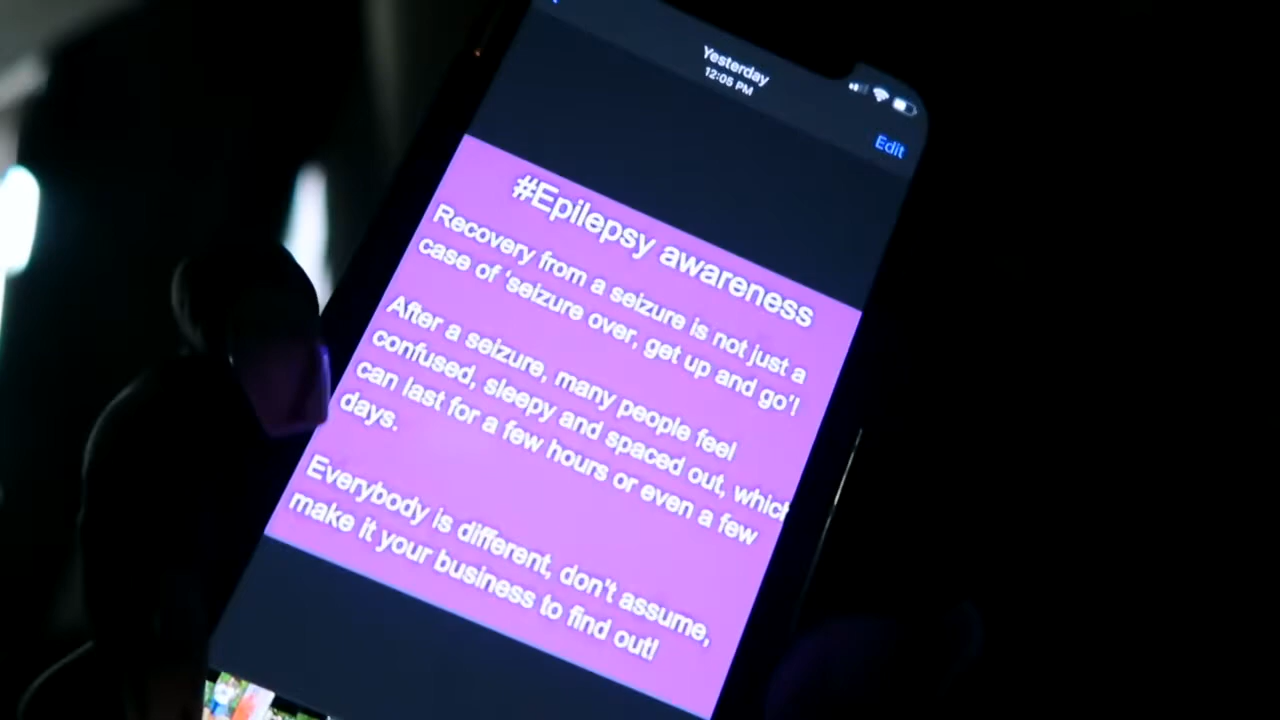 Yesterday
12:05 PM
Edit
#Epilepsy awareness
Recovery from a seizure is not just a
case of ‘seizure over, get up and go’!
After a seizure, many people feel
confused, sleepy and spaced out, which
can last for a few hours or even a few
days.
Everybody is different, don't assume,
make it your business to find out!